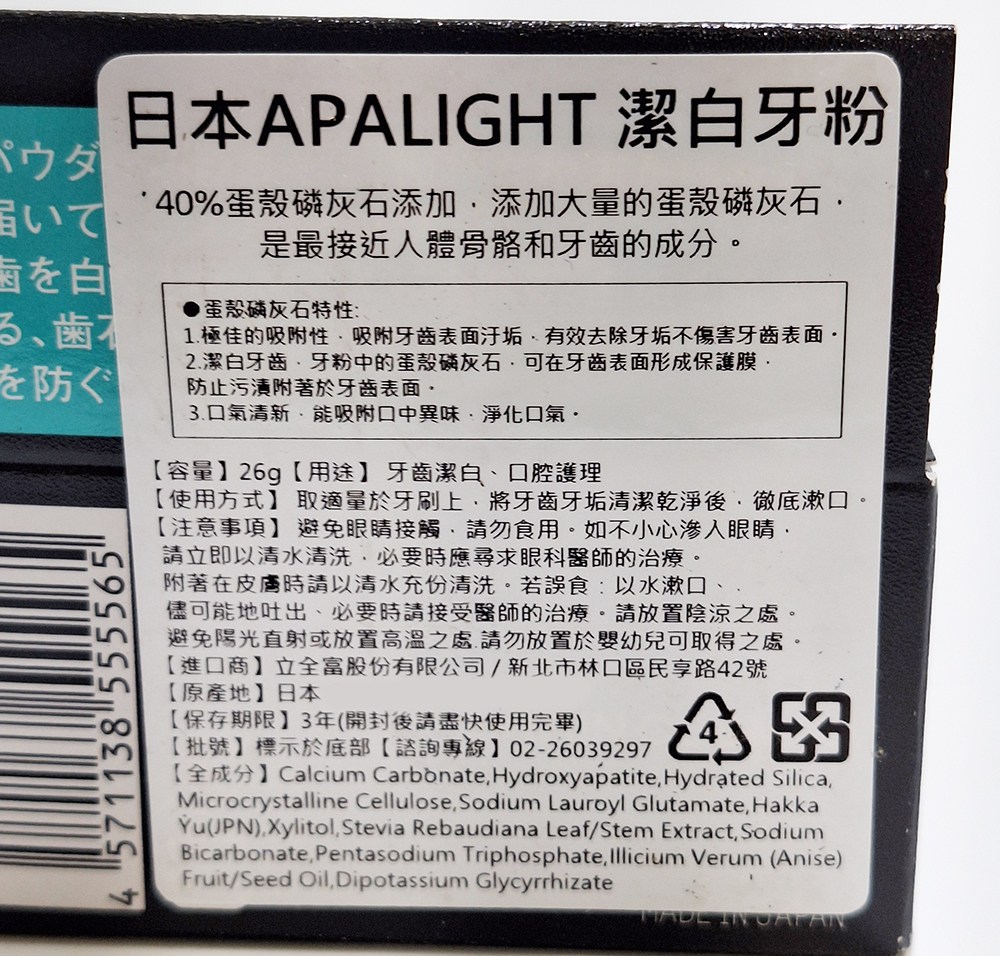 日本APALIGHT 潔白牙粉
40%蛋殼磷灰石添加，添加大量的蛋殼磷灰石，
是最接近人體骨骼和牙齒的成分。
●蛋殼磷灰石特性:
1.極佳的吸附性，吸附牙齒表面汙垢，有效去除牙垢不傷害牙齒表面。
2.潔白牙齒，牙粉中的蛋殼磷灰石，可在牙齒表面形成保護膜，
防止污漬附著於牙齒表面。
3.口氣清新，能吸附口中異味，淨化口氣。
【容量】26g【用途】 牙齒潔白、口腔護理
【使用方式】 取適量於牙刷上，將牙齒牙垢清潔乾淨後，徹底漱口。
【注意事項】 避免眼睛接觸，請勿食用。如不小心滲入眼睛，
請立即以清水清洗，必要時應尋求眼科醫師的治療。
附著在皮膚時請以清水充份清洗。若誤食：以水漱口、
儘可能地吐出、必要時請接受醫師的治療。請放置陰涼之處。
避免陽光直射或放置高溫之處.請勿放置於嬰幼兒可取得之處。
【進口商】立全富股份有限公司 / 新北市林口區民享路42號
【原產地】日本
【保存期限】3年(開封後請盡快使用完畢)
【批號】標示於底部【諮詢專線】02-26039297
4
【全成分】Calcium Carbonate,Hydroxyapatite,Hydrated Silica,
Microcrystalline Cellulose,Sodium Lauroyl Glutamate,Hakka
Yu(JPN),Xylitol,Stevia Rebaudiana Leaf/Stem Extract,Sodium
Bicarbonate,Pentasodium Triphosphate,Illicium Verum (Anise)
Fruit/Seed Oil,Dipotassium Glycyrrhizate
MADE IN JAPAN
パウダ
届いて
歯を白
る、歯石
を防ぐ
4 571138 555565